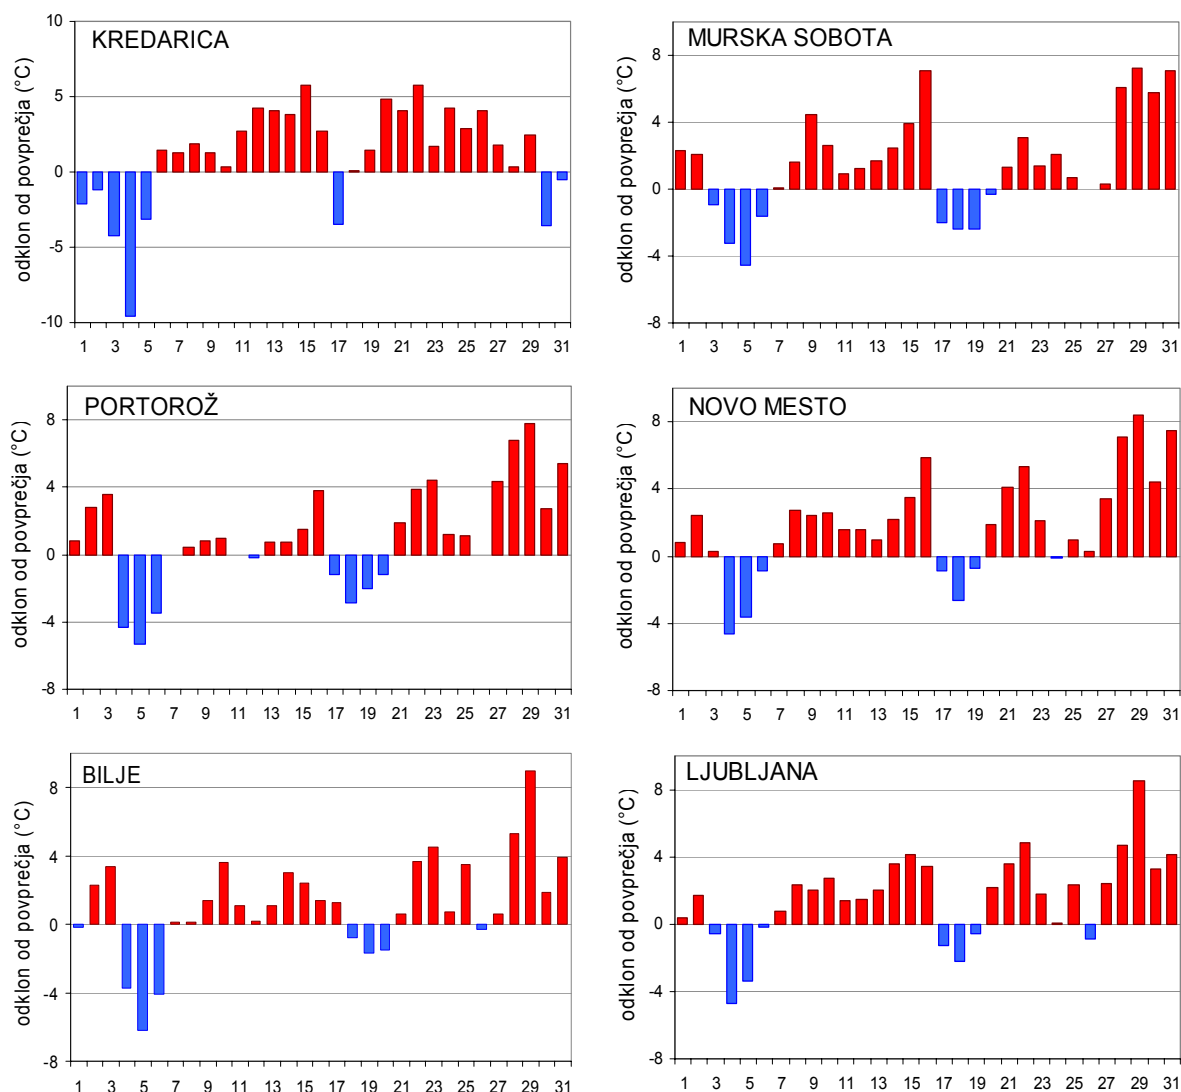 KREDARICA
odklon od povprečja (°C)
10
5
0
-5
-10
1 3 5 7 9 11 13 15 17 19 21 23 25 27 29 31
MURSKA SOBOTA
odklon od povprečja (°C)
8
4
0
-4
-8
1 3 5 7 9 11 13 15 17 19 21 23 25 27 29 31
PORTOROŽ
odklon od povprečja (°C)
8
4
0
-4
-8
1 3 5 7 9 11 13 15 17 19 21 23 25 27 29 31
NOVO MESTO
odklon od povprečja (°C)
8
4
0
-4
-8
1 3 5 7 9 11 13 15 17 19 21 23 25 27 29 31
BILJE
odklon od povprečja (°C)
8
4
0
-4
-8
1 3 5 7 9 11 13 15 17 19 21 23 25 27 29 31
LJUBLJANA
odklon od povprečja (°C)
8
4
0
-4
-8
1 3 5 7 9 11 13 15 17 19 21 23 25 27 29 31